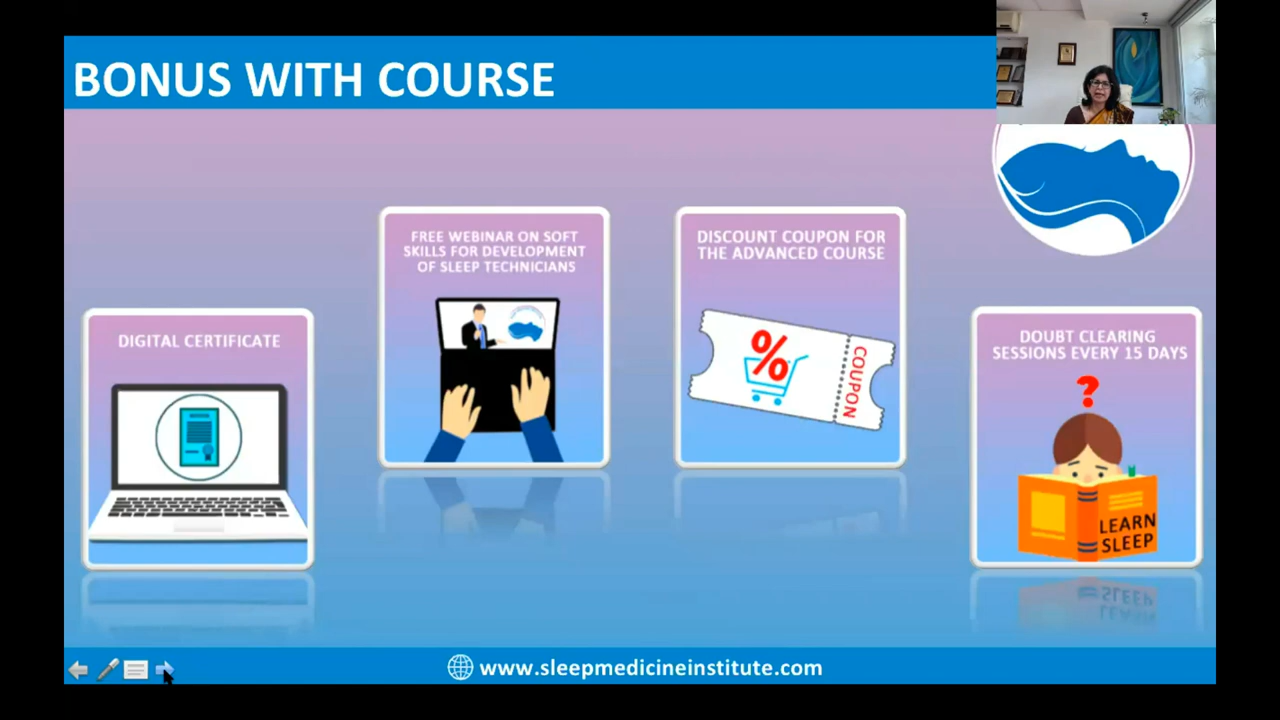 BONUS WITH COURSE
DIGITAL CERTIFICATE
FREE WEBINAR ON SOFT
SKILLS FOR DEVELOPMENT
OF SLEEP TECHNICIANS
DISCOUNT COUPON FOR
THE ADVANCED COURSE
%
COUPON
DOUBT CLEARING
SESSIONS EVERY 15 DAYS
?
LEARN
SLEEP
www.sleepmedicineinstitute.com